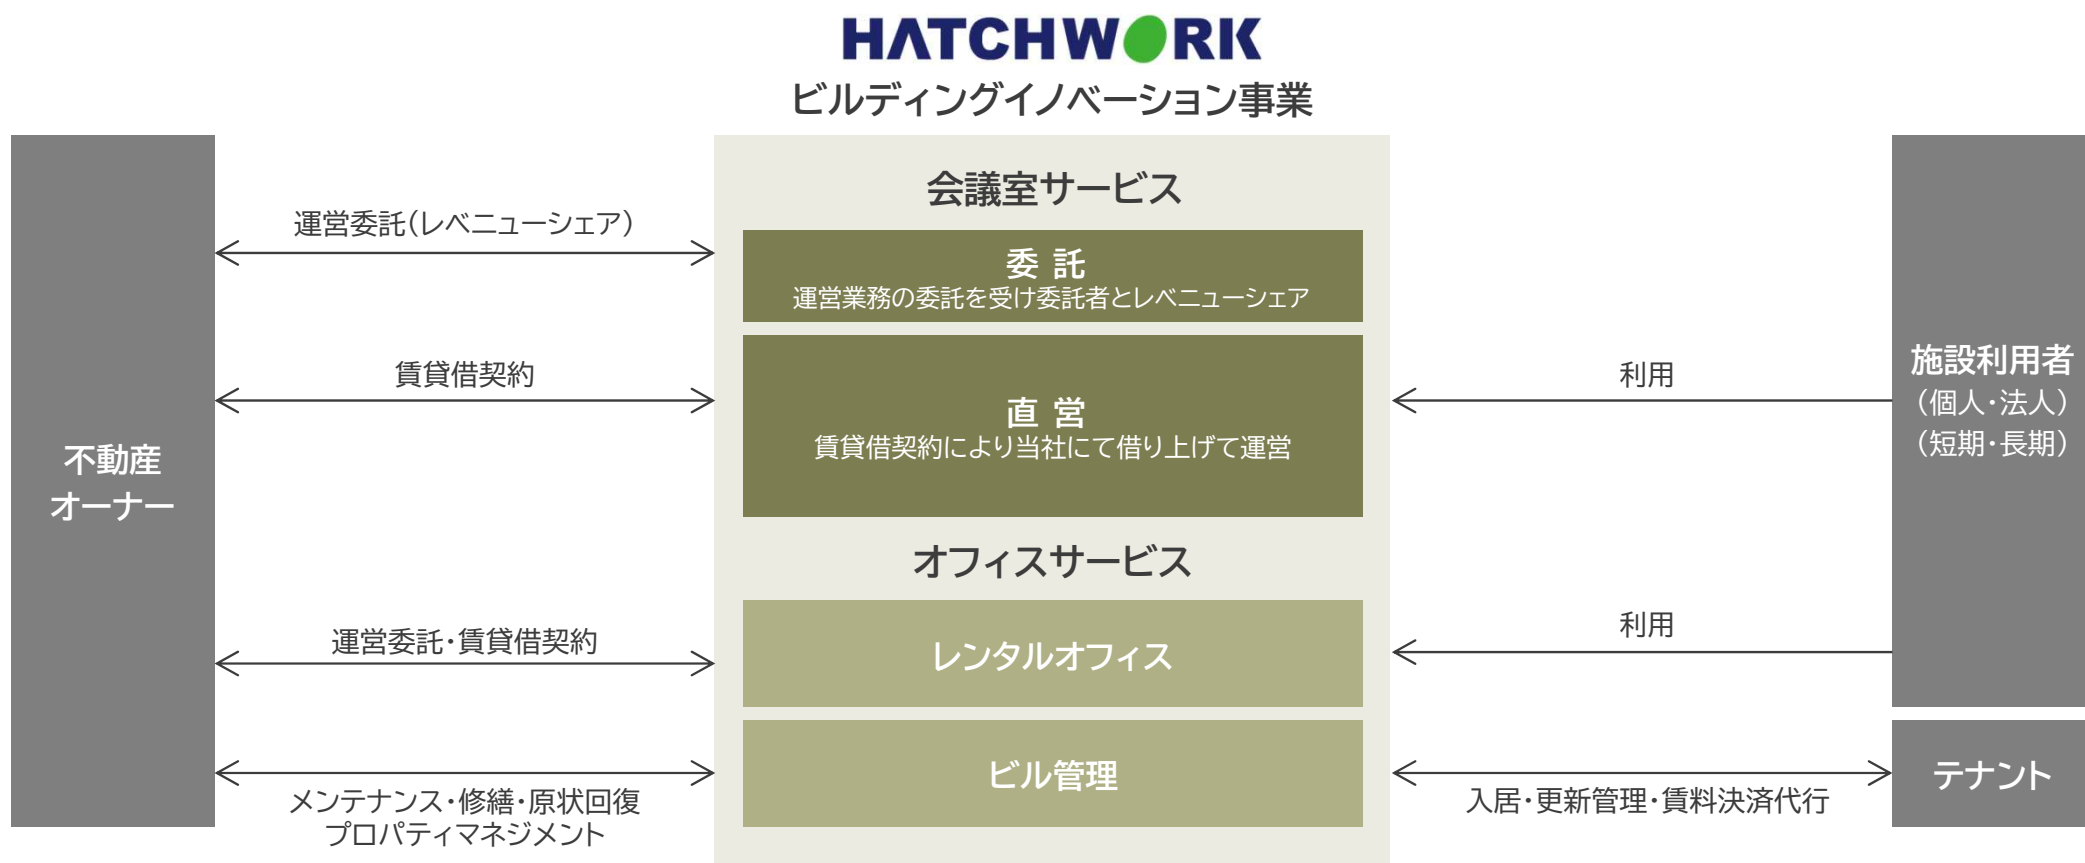 HATCHWORK
ビルディングイノベーション事業
不動産
オーナー
運営委託(レベニューシェア)
賃貸借契約
運営委託・賃貸借契約
メンテナンス・修繕・原状回復
プロパティマネジメント
会議室サービス
委 託
運営業務の委託を受け委託者とレベニューシェア
直 営
賃貸借契約により当社にて借り上げて運営
オフィスサービス
レンタルオフィス
ビル管理
利用
利用
入居・更新管理・賃料決済代行
施設利用者
(個人・法人)
(短期・長期)
テナント